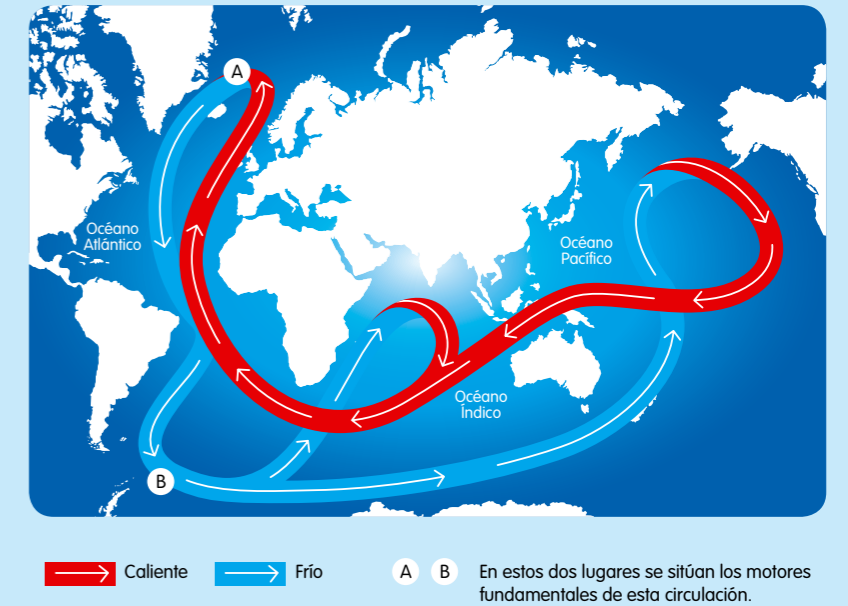 A
Océano
Atlántico
Océano
Pacífico
Océano
Índico
B
Caliente
Frío
A B En estos dos lugares se sitúan los motores
fundamentales de esta circulación.